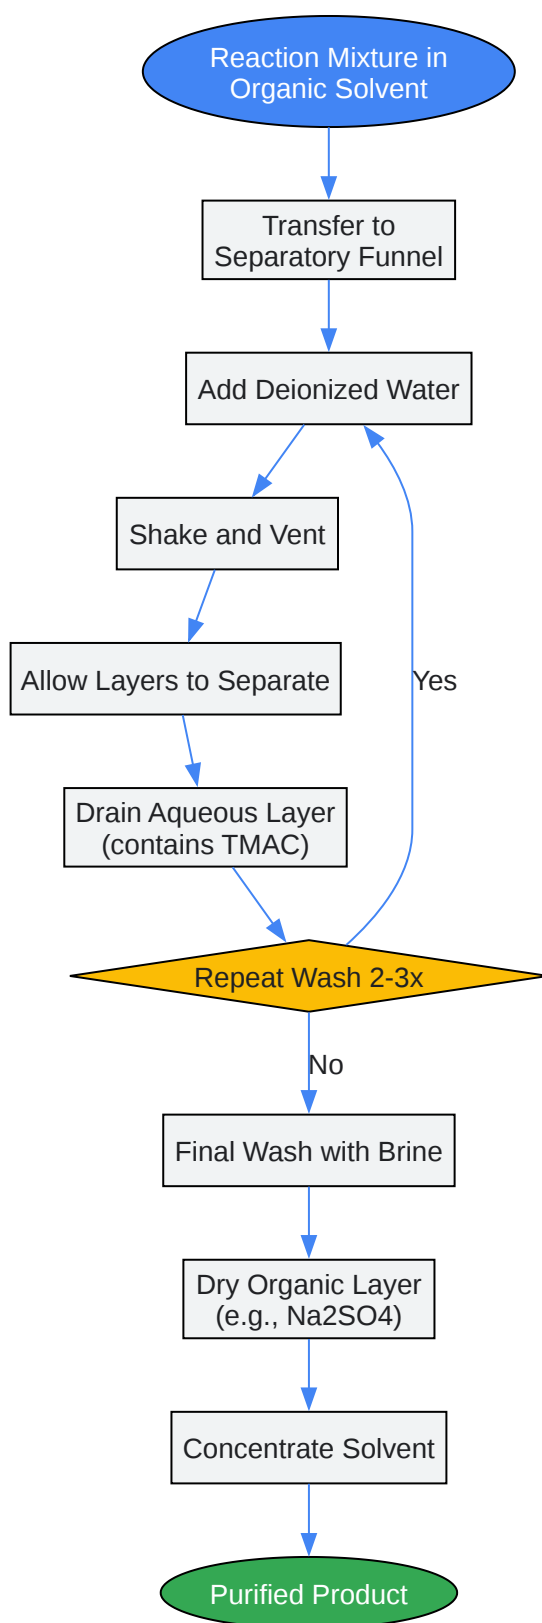 Reaction Mixture in
Organic Solvent
Transfer to
Separatory Funnel
Add Deionized Water
Shake and Vent
Allow Layers to Separate
Yes
Drain Aqueous Layer
(contains TMAC)
Repeat Wash 2-3x
No
Final Wash with Brine
Dry Organic Layer
(e.g., Na2SO4)
Concentrate Solvent
Purified Product